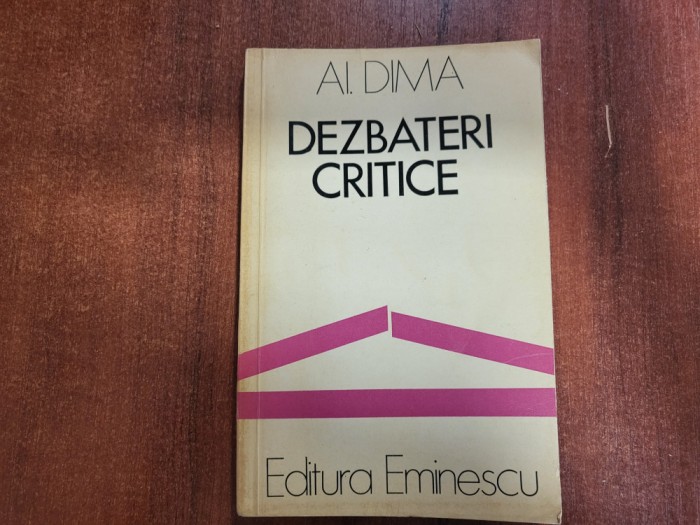 Al. DIMA
DEZBATERI
CRITICE
Editura Eminescu